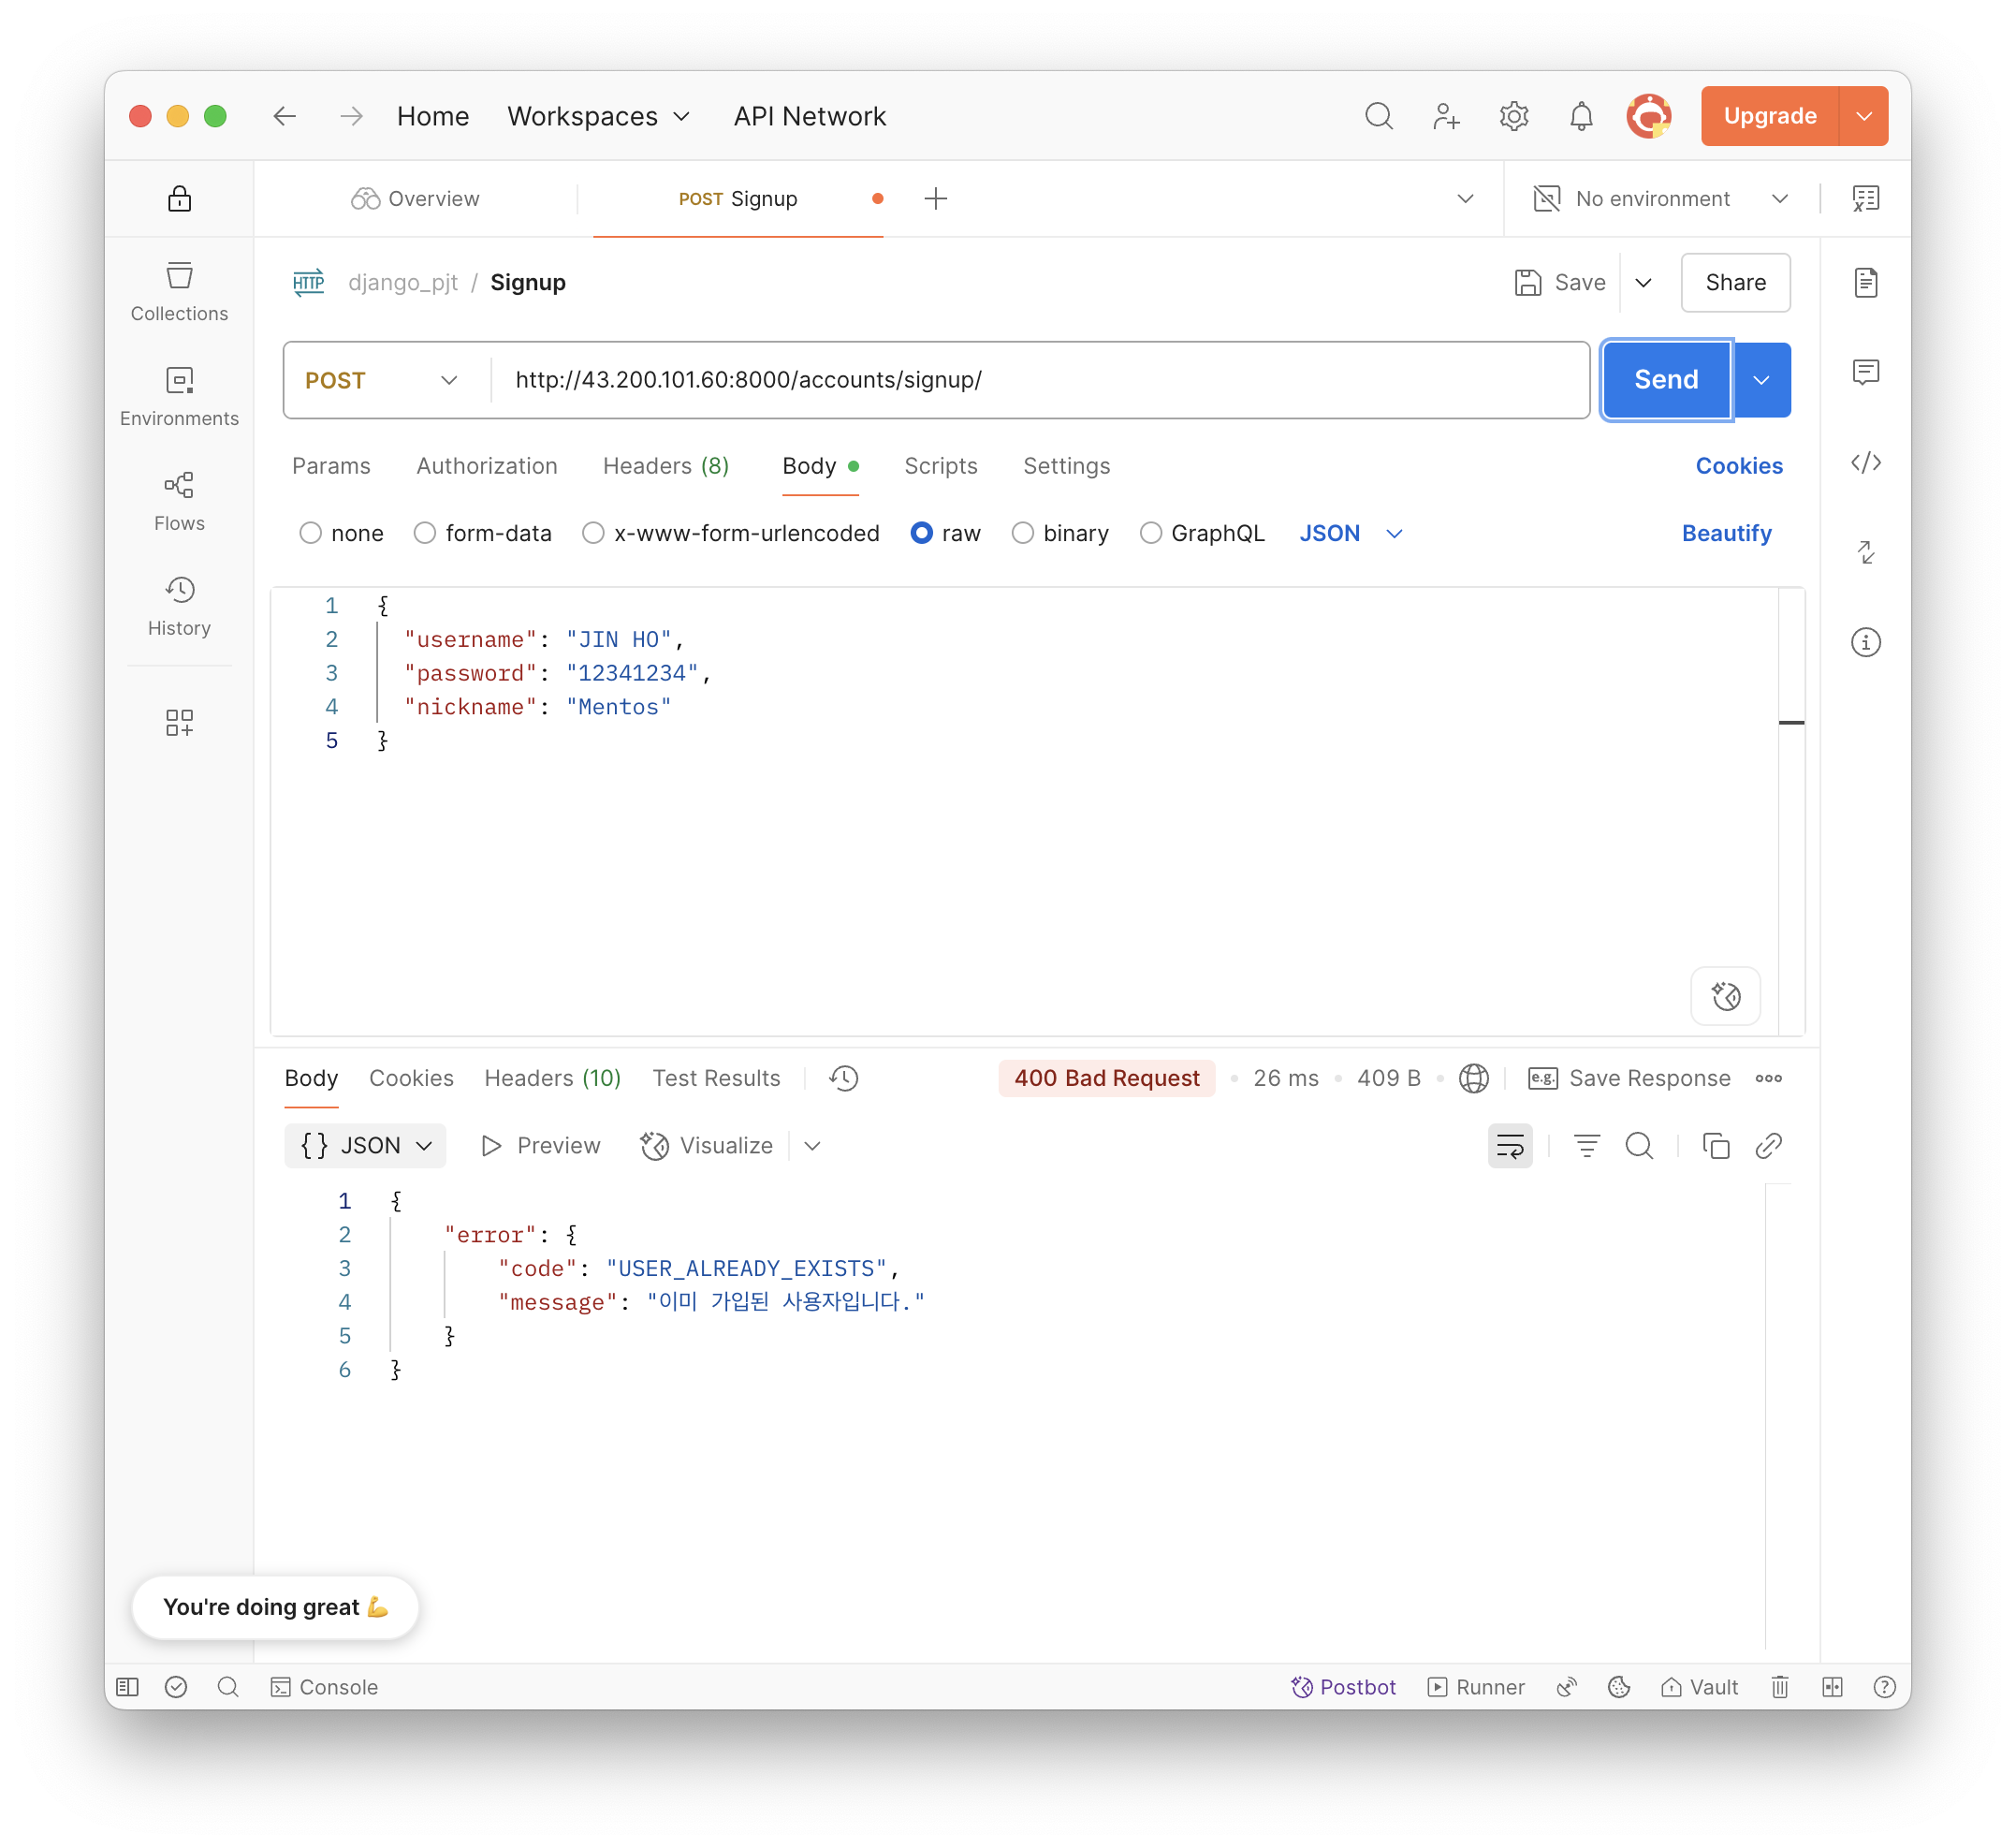 Home Workspaces API Network Upgrade
Overview POST Signup No environment
Collections
Environments
Flows
History
HTTP django_pjt / Signup Save Share
POST http://43.200.101.60:8000/accounts/signup/ Send
Params Authorization Headers (8) Body Scripts Settings Cookies
none form-data x-www-form-urlencoded raw binary GraphQL JSON Beautify
1 {
2 "username": "JIN HO",
3 "password": "12341234",
4 "nickname": "Mentos"
5 }
Body Cookies Headers (10) Test Results 400 Bad Request • 26 ms • 409 B • e.g. Save Response
{} JSON Preview Visualize
1 {
2 "error": {
3 "code": "USER_ALREADY_EXISTS",
4 "message": "이미 가입된 사용자입니다."
5 }
6 }
You're doing great 💪
Console Postbot Runner Vault